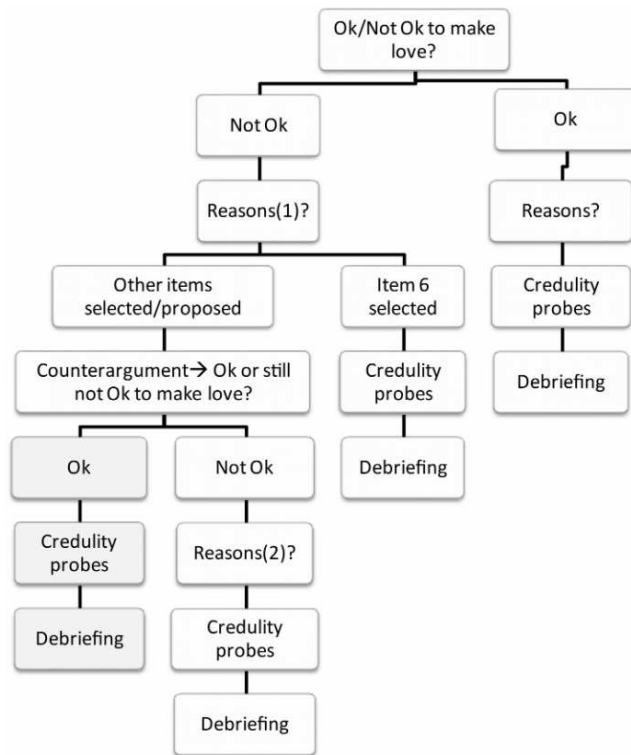 Ok/Not Ok to make
love?
Not Ok
Ok
Reasons(1)?
Reasons?
Other items
selected/proposed
Item 6
selected
Credulity
probes
Counterargument→ Ok or still
not Ok to make love?
Credulity
probes
Debriefing
Ok
Not Ok
Debriefing
Credulity
probes
Reasons(2)?
Debriefing
Credulity
probes
Debriefing